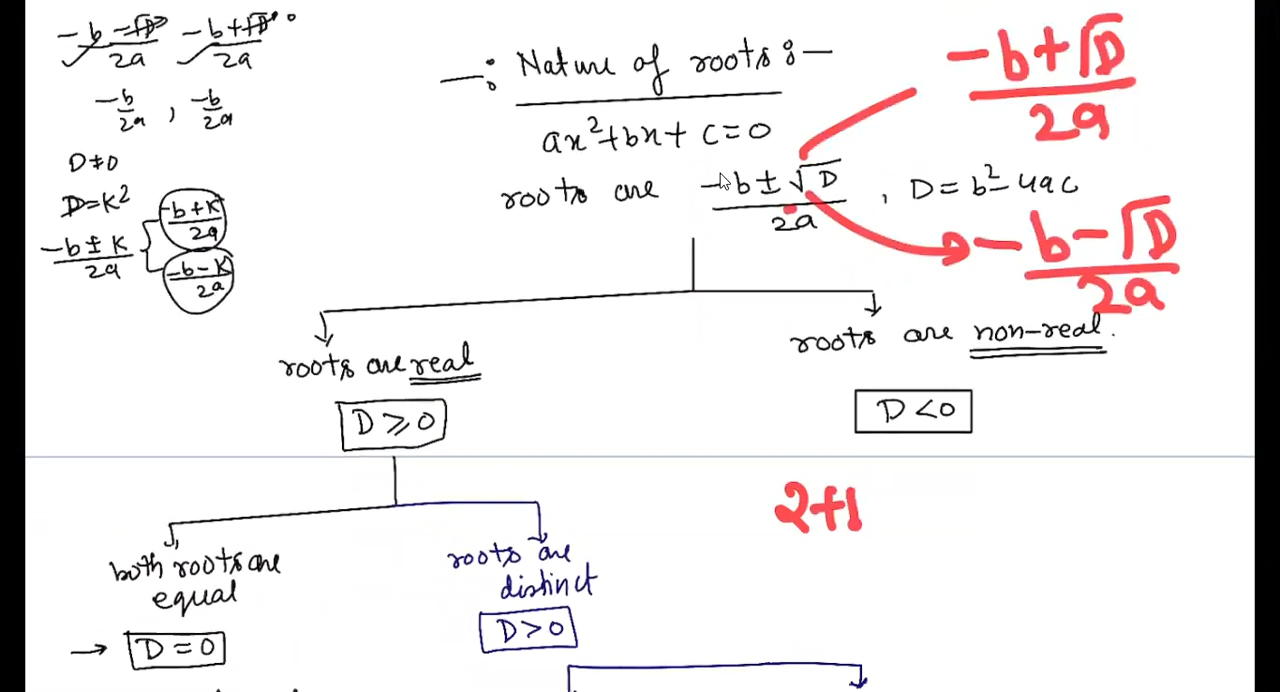 -b - √D / 2a   -b + √D / 2a
-b/2a , -b/2a
D≠0
D=K²
-b ± K / 2a
-b+K / 2a
-b-K / 2a
—: Nature of roots :—
ax²+bx+c=0
roots are -b ± √D / 2a , D = b²-4ac
-b+√D / 2a
-b-√D / 2a
roots are real
D ⩾ 0
roots are non-real.
D <0
2+1
both roots are
equal
→ D = 0
roots are
distinct
D > 0